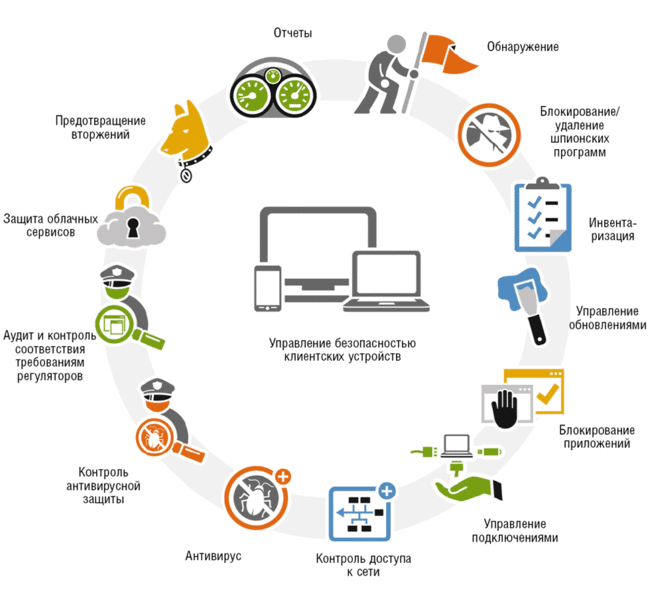 Отчеты
Обнаружение
Блокирование/
удаление
шпионских
программ
Инвента-
ризация
Управление
обновлениями
Блокирование
приложений
Управление
подключениями
Контроль доступа
к сети
Антивирус
Контроль
антивирусной
защиты
Аудит и контроль
соответствия
требованиям
регуляторов
Защита облачных
сервисов
Предотвращение
вторжений
Управление безопасностью
клиентских устройств